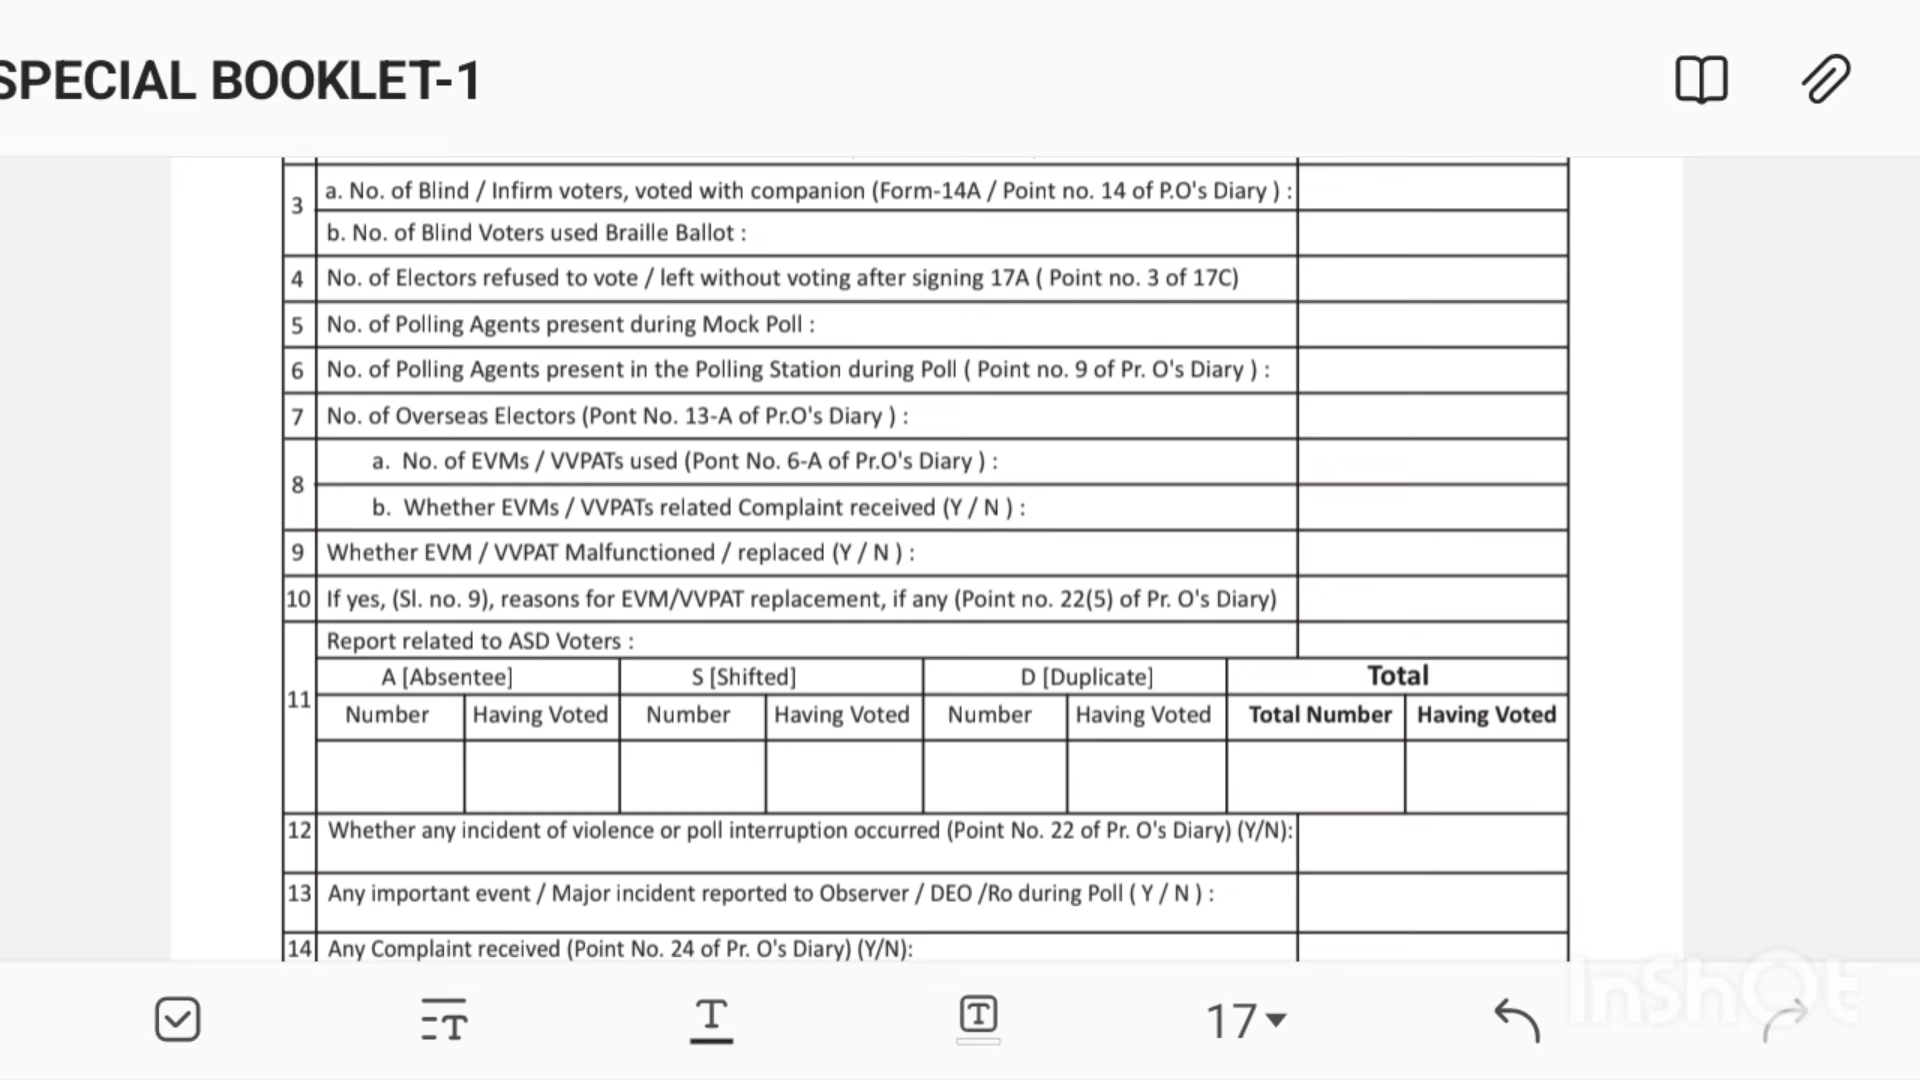 SPECIAL BOOKLET-1
3
a. No. of Blind / Infirm voters, voted with companion (Form-14A / Point no. 14 of P.O's Diary ) :
b. No. of Blind Voters used Braille Ballot :
4 No. of Electors refused to vote / left without voting after signing 17A ( Point no. 3 of 17C)
5 No. of Polling Agents present during Mock Poll :
6 No. of Polling Agents present in the Polling Station during Poll ( Point no. 9 of Pr. O's Diary ) :
7 No. of Overseas Electors (Pont No. 13-A of Pr.O's Diary ) :
8
a. No. of EVMs / VVPATs used (Pont No. 6-A of Pr.O's Diary ) :
b. Whether EVMs / VVPATs related Complaint received (Y / N ) :
9 Whether EVM / VVPAT Malfunctioned / replaced (Y / N ) :
10 If yes, (Sl. no. 9), reasons for EVM/VVPAT replacement, if any (Point no. 22(5) of Pr. O's Diary)
11
Report related to ASD Voters :
A [Absentee] S [Shifted] D [Duplicate] Total
Number Having Voted Number Having Voted Number Having Voted Total Number Having Voted
12 Whether any incident of violence or poll interruption occurred (Point No. 22 of Pr. O's Diary) (Y/N):
13 Any important event / Major incident reported to Observer / DEO /Ro during Poll ( Y / N ) :
14 Any Complaint received (Point No. 24 of Pr. O's Diary) (Y/N):
InShOt
17